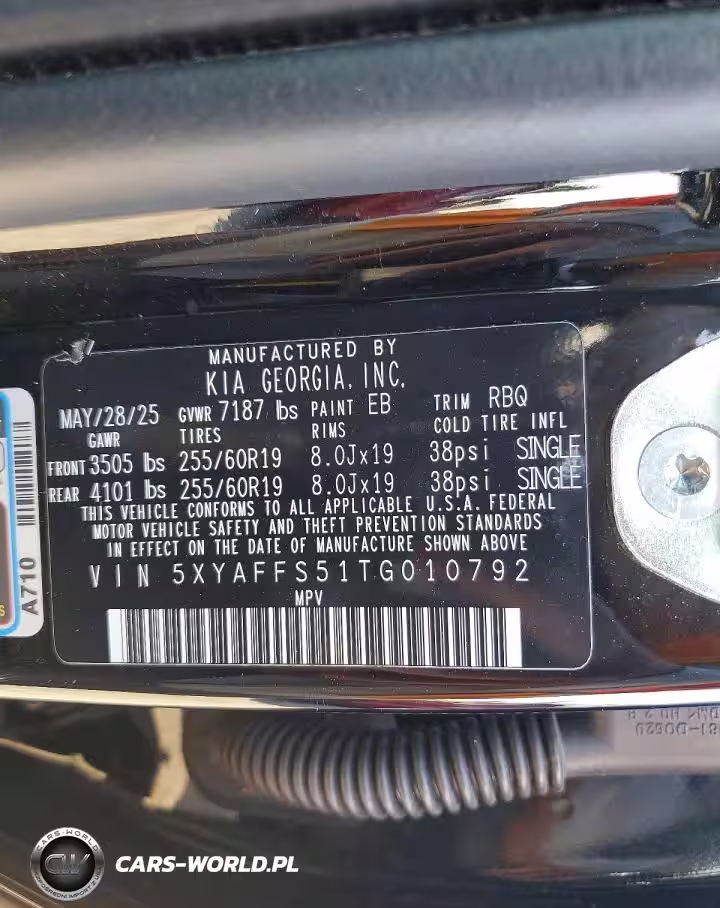 MANUFACTURED BY
KIA GEORGIA, INC.
MAY/28/25 GVWR 7187 lbs PAINT EB TRIM RBQ
GAWR TIRES RIMS COLD TIRE INFL
FRONT 3505 lbs 255/60R19 8.0Jx19 38psi SINGLE
REAR 4101 lbs 255/60R19 8.0Jx19 38psi SINGLE
THIS VEHICLE CONFORMS TO ALL APPLICABLE U.S.A. FEDERAL
MOTOR VEHICLE SAFETY AND THEFT PREVENTION STANDARDS
IN EFFECT ON THE DATE OF MANUFACTURE SHOWN ABOVE
VIN 5XYAFFS51TG010792
MPV
A710
CARS-WORLD
CW
CARS-WORLD.PL